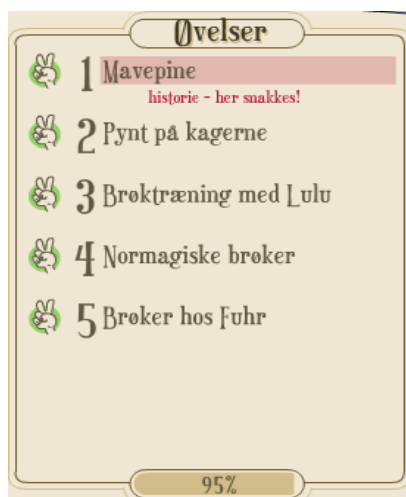 Øvelser
1 Mavepine
historie - her snakkes!
2 Pynt på kagerne
3 Brøktræning med Lulu
4 Normagiske brøker
5 Brøker hos Fuhr
95%